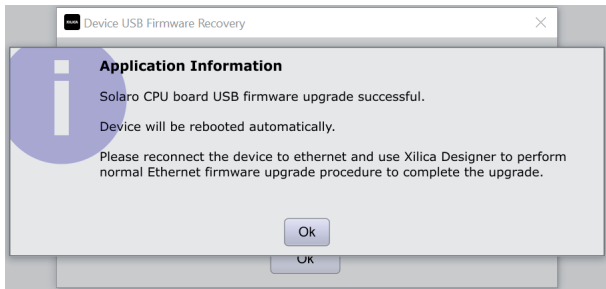 XILICA Device USB Firmware Recovery
Application Information
Solaro CPU board USB firmware upgrade successful.
Device will be rebooted automatically.
Please reconnect the device to ethernet and use Xilica Designer to perform
normal Ethernet firmware upgrade procedure to complete the upgrade.
Ok
Ok